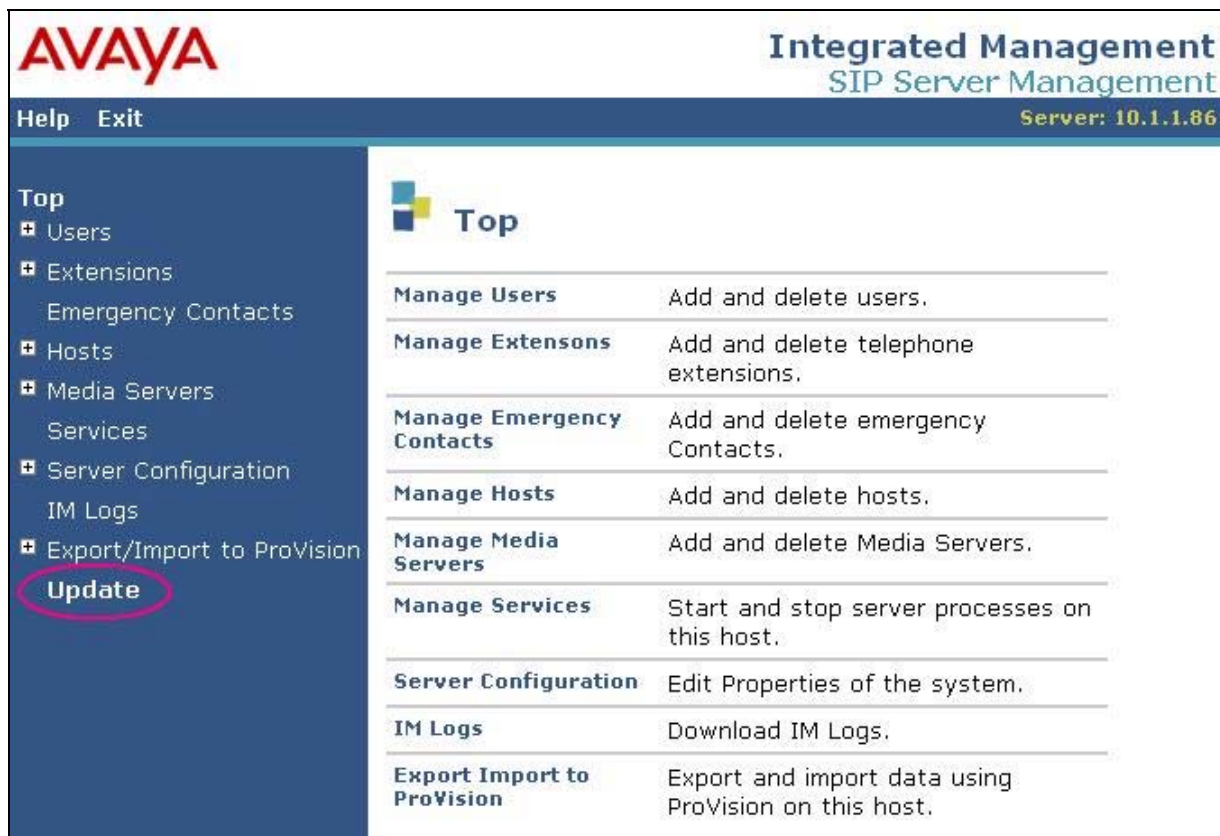 AVAYA
Integrated Management
SIP Server Management
Help Exit
Server: 10.1.1.86
Top
Users
Extensions
Emergency Contacts
Hosts
Media Servers
Services
Server Configuration
IM Logs
Export/Import to ProVision
Update
Top
Manage Users
Add and delete users.
Manage Extensons
Add and delete telephone
extensions.
Manage Emergency
Contacts
Add and delete emergency
Contacts.
Manage Hosts
Add and delete hosts.
Manage Media
Servers
Add and delete Media Servers.
Manage Services
Start and stop server processes on
this host.
Server Configuration
Edit Properties of the system.
IM Logs
Download IM Logs.
Export Import to
ProVision
Export and import data using
ProVision on this host.